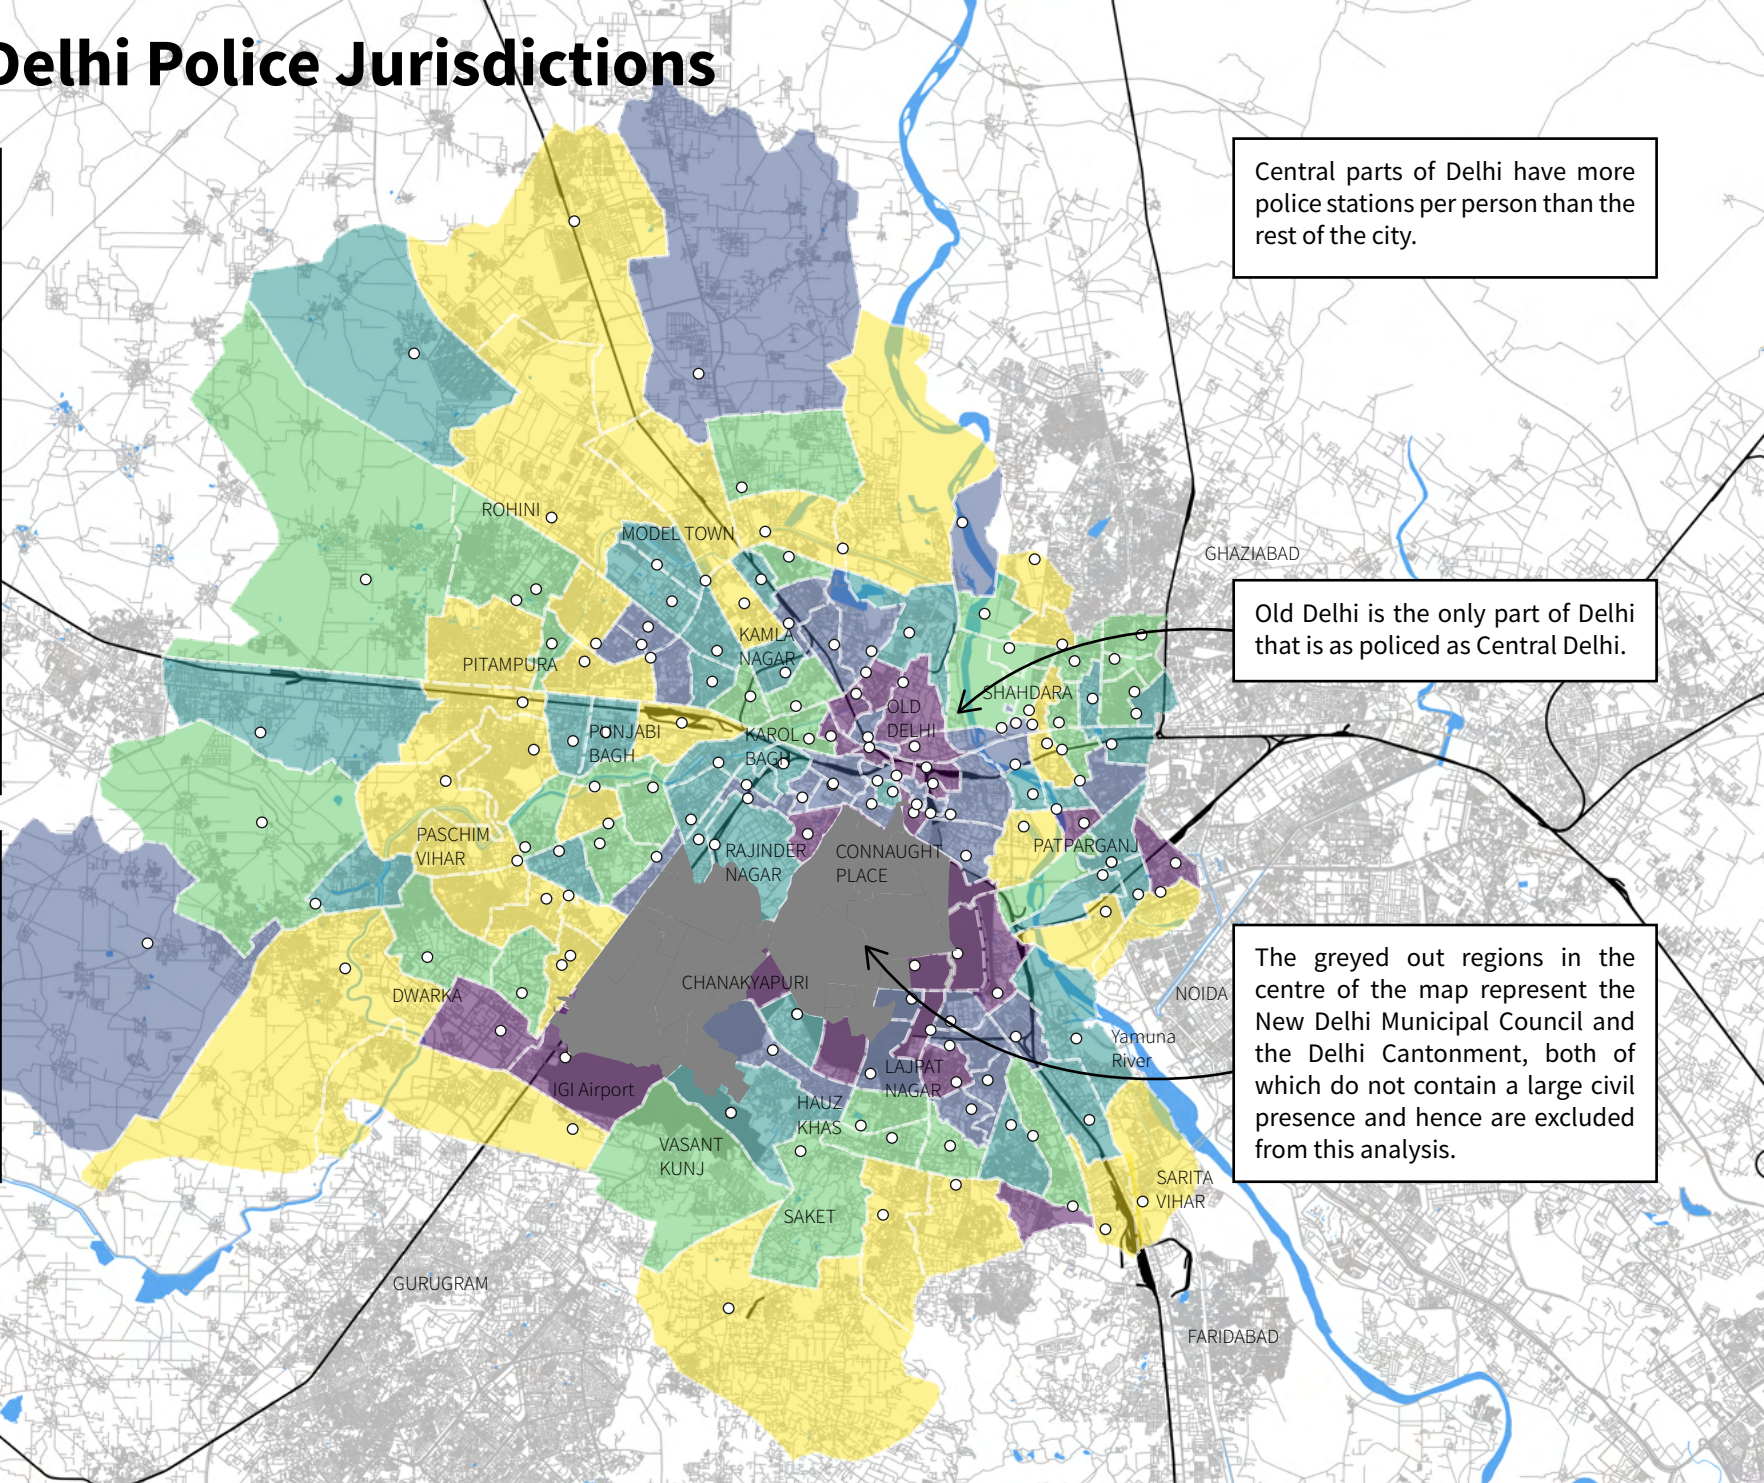 Delhi Police Jurisdictions
Central parts of Delhi have more
police stations per person than the
rest of the city.
ROHINI
MODEL TOWN
GHAZIABAD
Old Delhi is the only part of Delhi
that is as policed as Central Delhi.
KAMLA
NAGAR
PITAMPURA
SHAHDARA
OLD
DELHI
PUNJABI
BAGH
KAROL
BAGH
PASCHIM
VIHAR
RAJINDER
NAGAR
CONNAUGHT
PLACE
PATPARGANJ
The greyed out regions in the
centre of the map represent the
New Delhi Municipal Council and
the Delhi Cantonment, both of
which do not contain a large civil
presence and hence are excluded
from this analysis.
CHANAKYAPURI
DWARKA
NOIDA
Yamuna
River
IGI Airport
LAJPAT
NAGAR
HAUZ
KHAS
VASANT
KUNJ
SARITA
VIHAR
SAKET
GURUGRAM
FARIDABAD